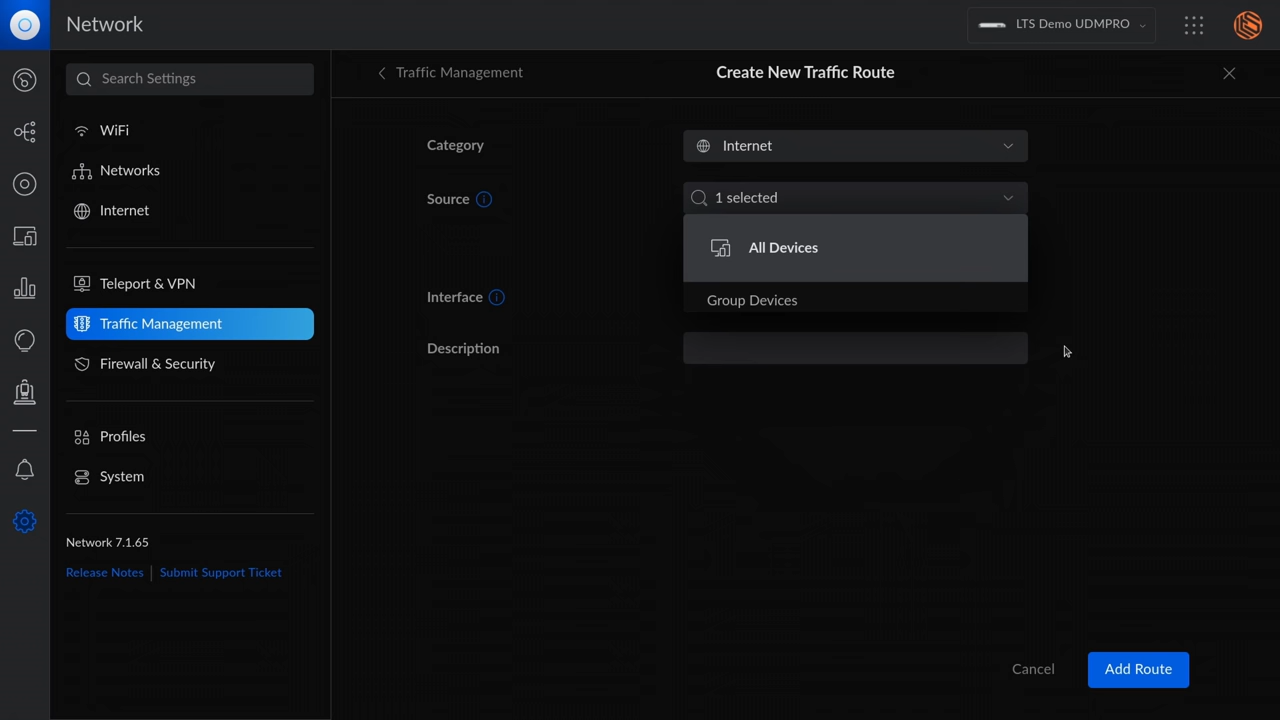 Network
LTS Demo UDMPRO
Search Settings
Traffic Management
Create New Traffic Route
WiFi
Networks
Internet
Teleport & VPN
Traffic Management
Firewall & Security
Profiles
System
Network 7.1.65
Release Notes | Submit Support Ticket
Category
Internet
Source
1 selected
All Devices
Group Devices
Interface
Description
Cancel
Add Route